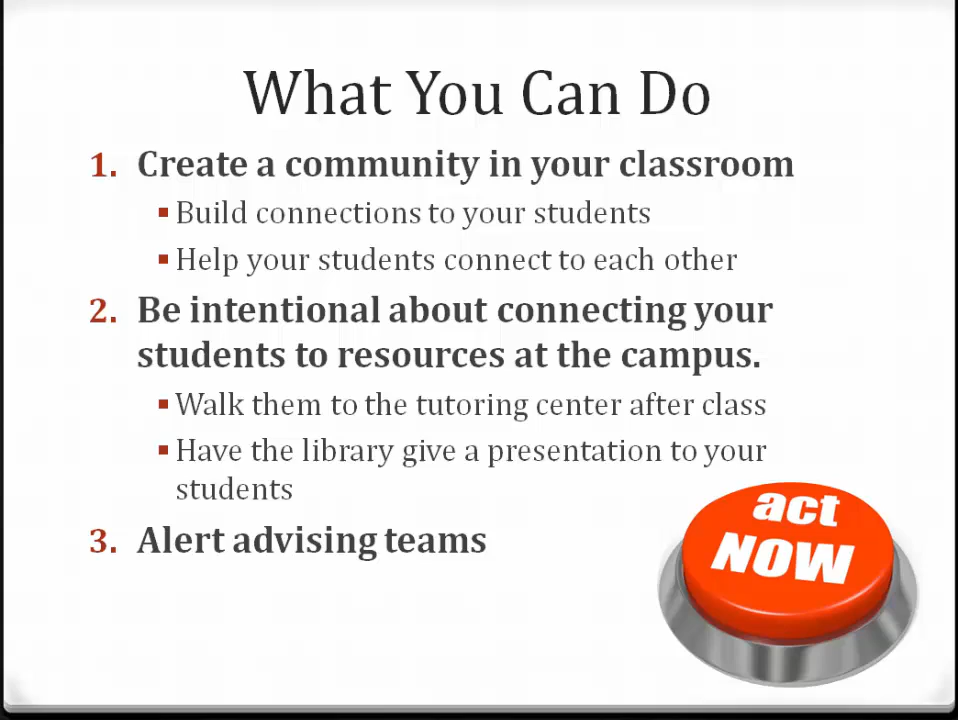 What You Can Do
1. Create a community in your classroom
▪ Build connections to your students
▪ Help your students connect to each other
2. Be intentional about connecting your
students to resources at the campus.
▪ Walk them to the tutoring center after class
▪ Have the library give a presentation to your
students
3. Alert advising teams
act
NOW